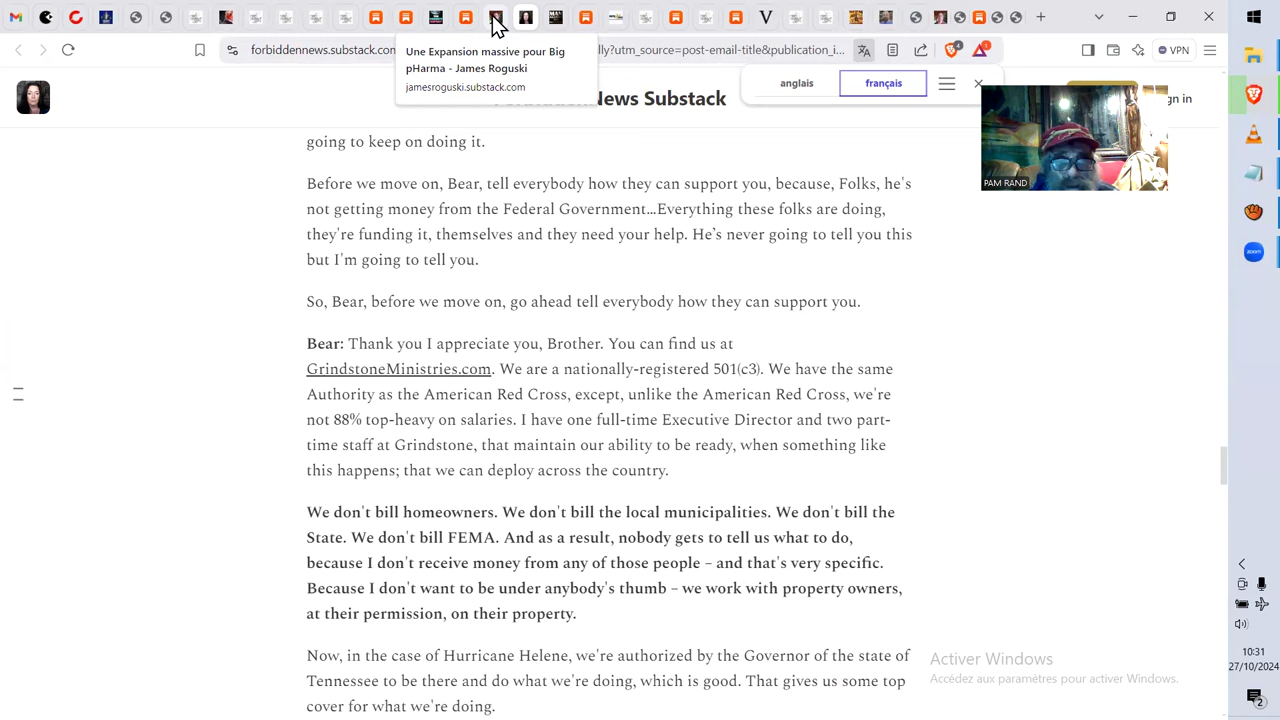 forbiddennews.substack.com
ally?utm_source=post-email-title&publication_i...
VPN
Une Expansion massive pour Big
pHarma - James Roguski
jamesroguski.substack.com
anglais
français
News Substack
gn in
PAM RAND
going to keep on doing it.
Before we move on, Bear, tell everybody how they can support you, because, Folks, he's
not getting money from the Federal Government…Everything these folks are doing,
they're funding it, themselves and they need your help. He’s never going to tell you this
but I'm going to tell you.
So, Bear, before we move on, go ahead tell everybody how they can support you.
Bear: Thank you I appreciate you, Brother. You can find us at
GrindstoneMinistries.com. We are a nationally-registered 501(c3). We have the same
Authority as the American Red Cross, except, unlike the American Red Cross, we're
not 88% top-heavy on salaries. I have one full-time Executive Director and two part-
time staff at Grindstone, that maintain our ability to be ready, when something like
this happens; that we can deploy across the country.
We don't bill homeowners. We don't bill the local municipalities. We don't bill the
State. We don't bill FEMA. And as a result, nobody gets to tell us what to do,
because I don't receive money from any of those people – and that's very specific.
Because I don't want to be under anybody's thumb – we work with property owners,
at their permission, on their property.
Now, in the case of Hurricane Helene, we're authorized by the Governor of the state of
Tennessee to be there and do what we're doing, which is good. That gives us some top
cover for what we're doing.
Activer Windows
Accédez aux paramètres pour activer Windows.
zoom
10:31
27/10/2024
2